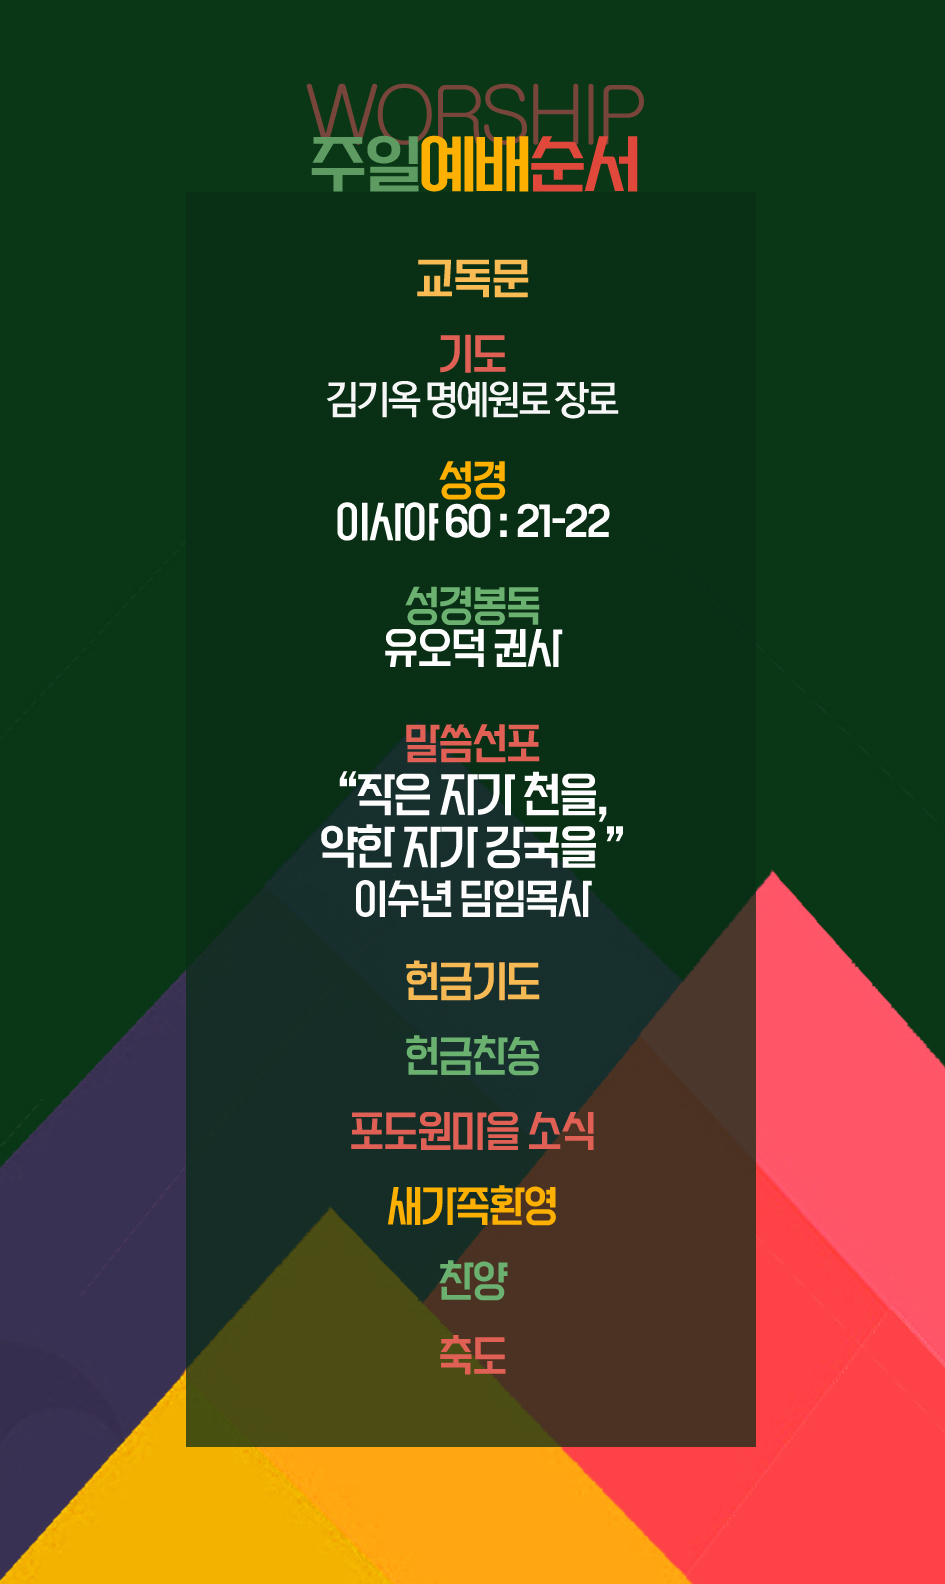 WORSHIP
주일예배순서
교독문
기도
김기옥 명예원로 장로
성경
이사야 60 : 21-22
성경봉독
유오덕 권사
말씀선포
“작은 자가 천을,
약한 자가 강국을 ”
이수년 담임목사
헌금기도
헌금찬송
포도원마을 소식
새가족환영
찬양
축도